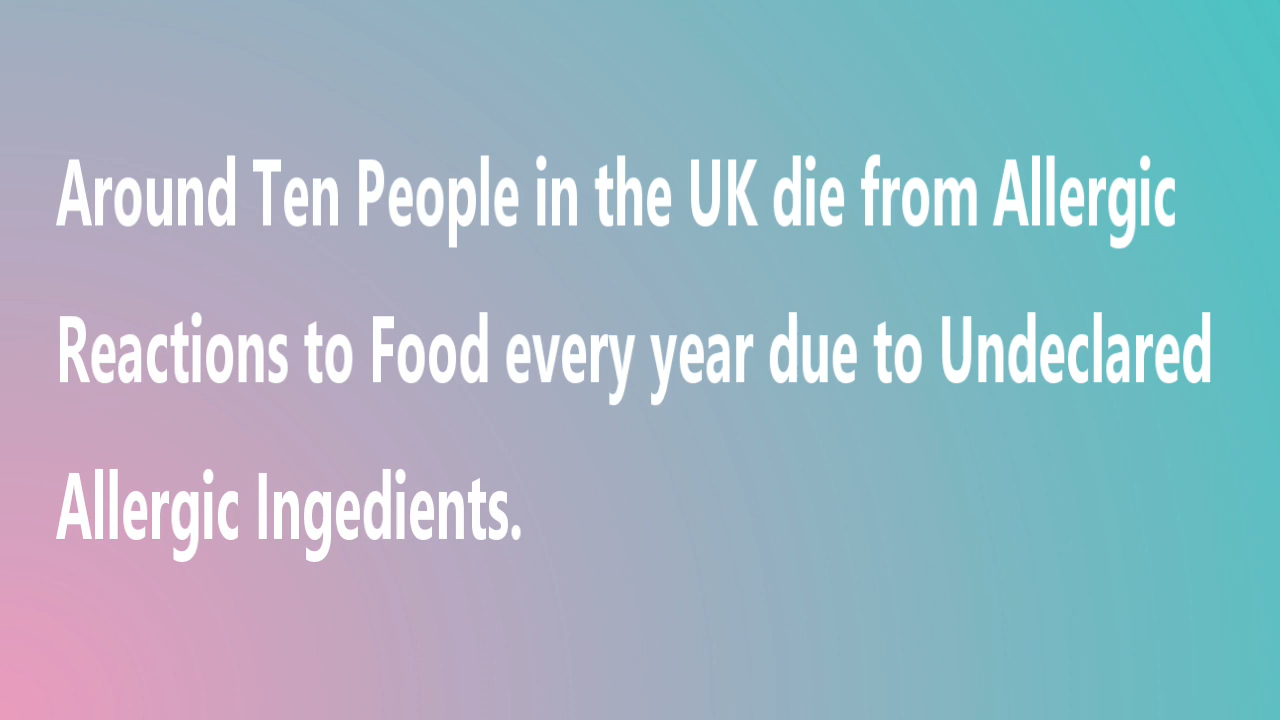 Around Ten People in the UK die from Allergic
Reactions to Food every year due to Undeclared
Allergic Ingedients.